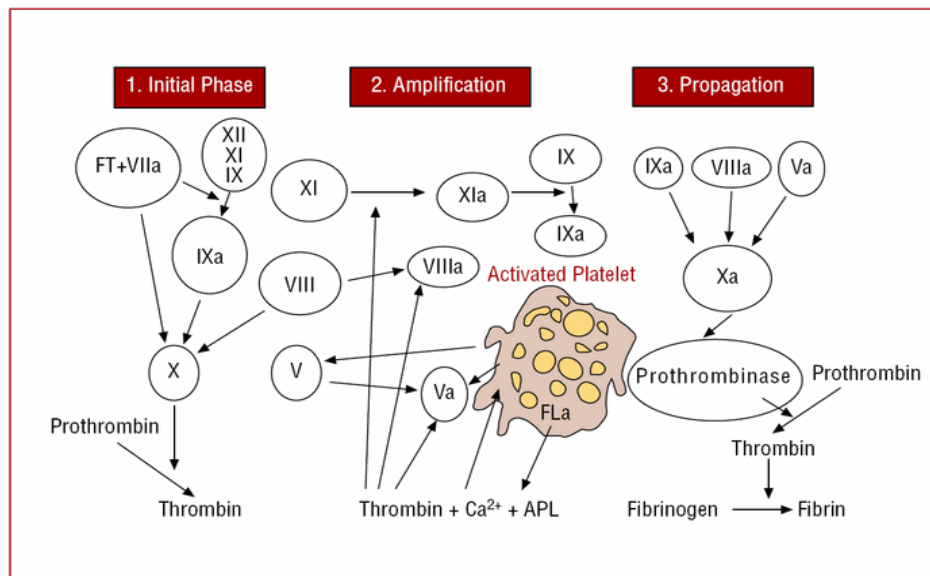 1. Initial Phase
2. Amplification
3. Propagation
FT+VIIa
XII
XI
IX
IXa
X
Prothrombin
Thrombin
XI
XIa
IX
IXa
VIII
VIIIa
Activated Platelet
V
Va
FLa
Thrombin + Ca²⁺ + APL
IXa
VIIIa
Va
Xa
Prothrombinase
Prothrombin
Thrombin
Fibrinogen
Fibrin